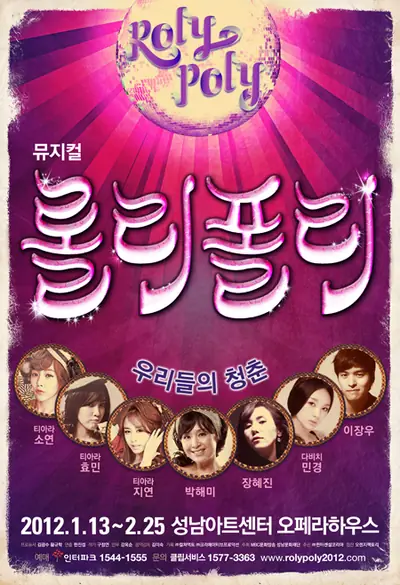 Roly
Poly
뮤지컬
롤리폴리
우리들의 청춘
티아라
소연
티아라
효민
티아라
지연
박해미
장혜진
다비치
민경
이장우
2012.1.13~2.25 성남아트센터 오페라하우스
예매 인터파크 1544-1555 문의 클립서비스 1577-3363 www.rolypoly2012.com